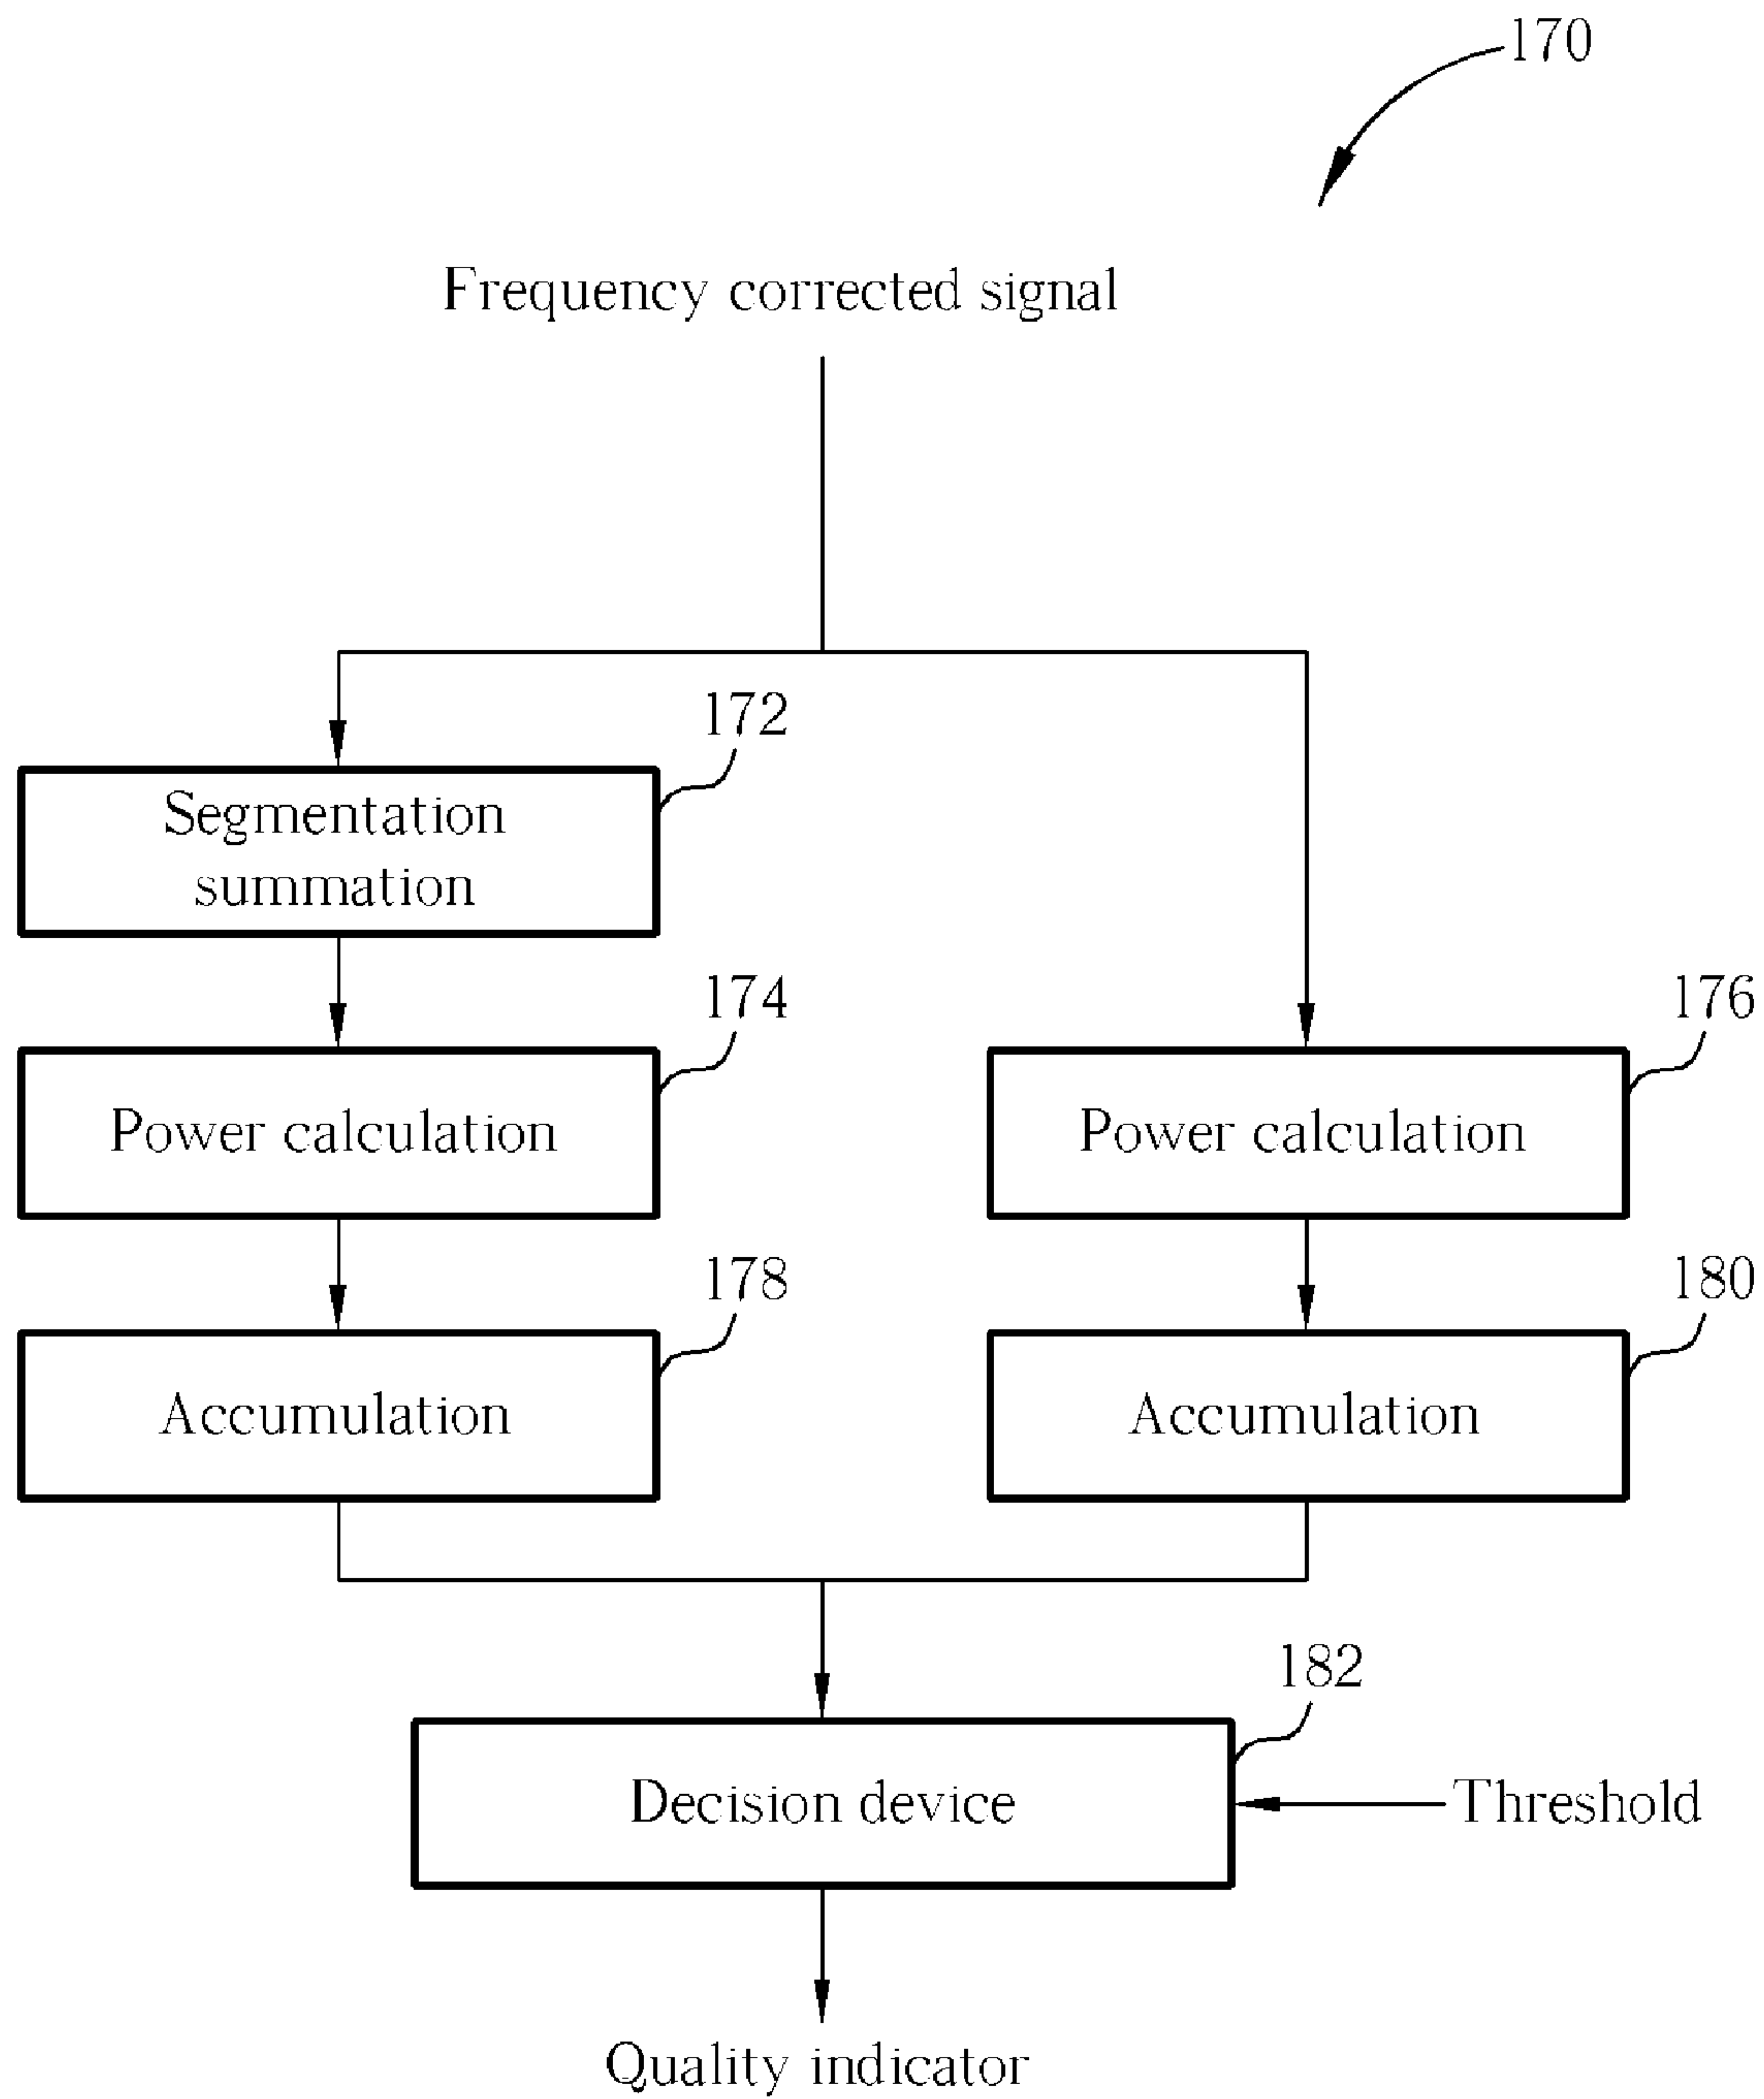 170
Frequency corrected signal
172
Segmentation
summation
174
176
Power calculation
Power calculation
178
180
Accumulation
Accumulation
182
Decision device
Threshold
Quality indicator